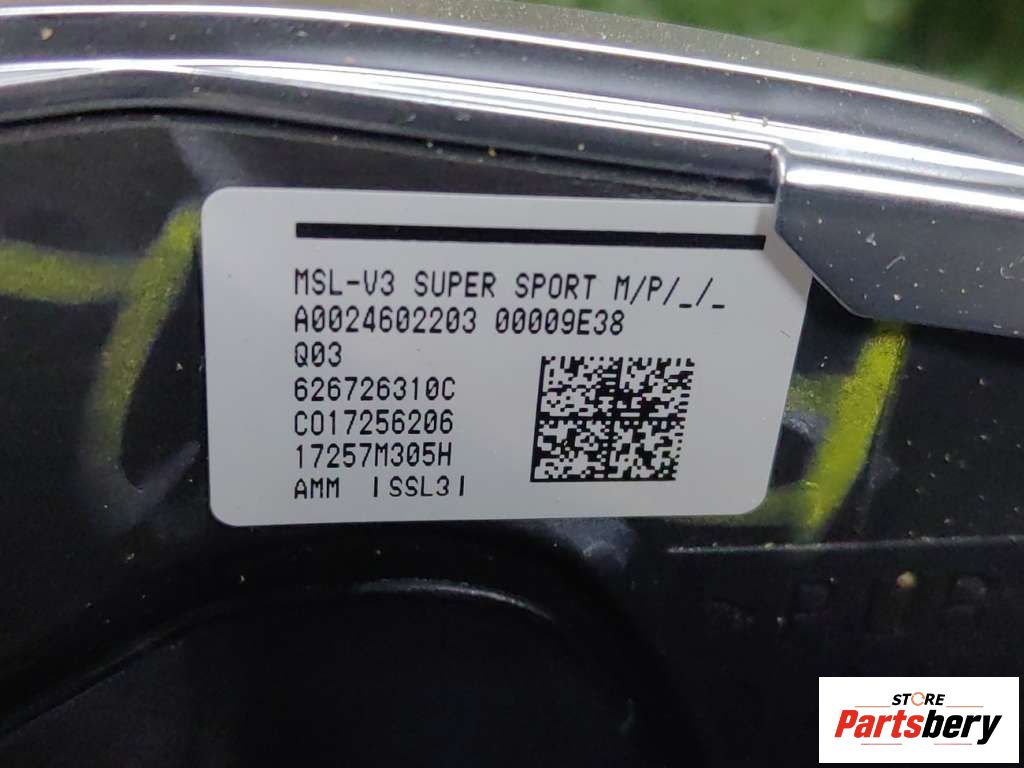 MSL-V3 SUPER SPORT M/P/_/_
A0024602203 00009E38
Q03
626726310C
C017256206
17257M305H
AMM |SSL3|
STORE
Partsbery